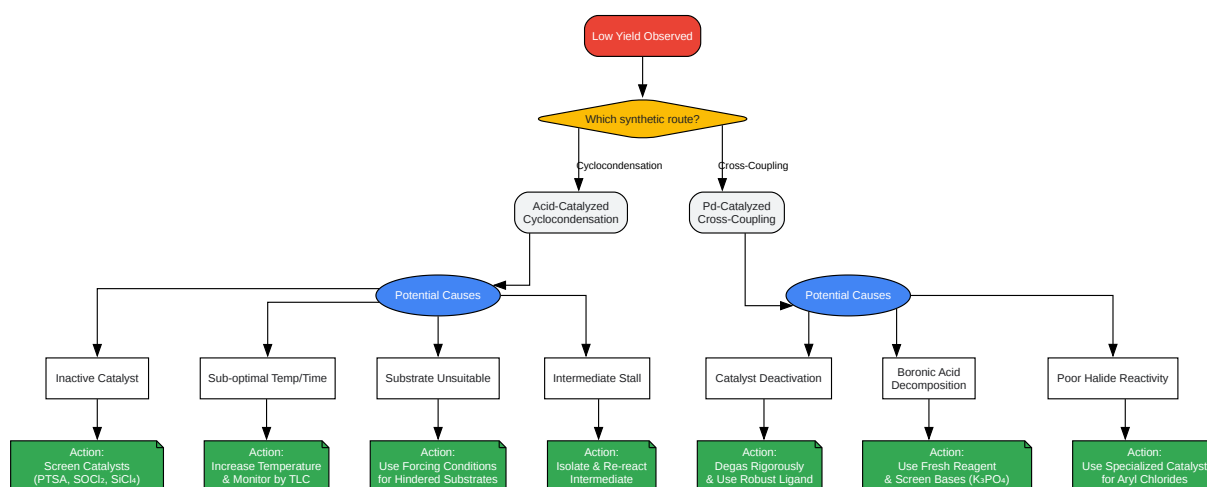 Low Yield Observed
Which synthetic route?
Cyclocondensation
Cross-Coupling
Acid-Catalyzed
Cyclocondensation
Pd-Catalyzed
Cross-Coupling
Potential Causes
Potential Causes
Inactive Catalyst
Sub-optimal Temp/Time
Substrate Unsuitable
Intermediate Stall
Catalyst Deactivation
Boronic Acid
Decomposition
Poor Halide Reactivity
Action:
Screen Catalysts
(PTSA, SOCl₂, SiCl₄)
Action:
Increase Temperature
& Monitor by TLC
Action:
Use Forcing Conditions
for Hindered Substrates
Action:
Isolate & Re-react
Intermediate
Action:
Degas Rigorously
& Use Robust Ligand
Action:
Use Fresh Reagent
& Screen Bases (K₃PO₄)
Action:
Use Specialized Catalyst
for Aryl Chlorides